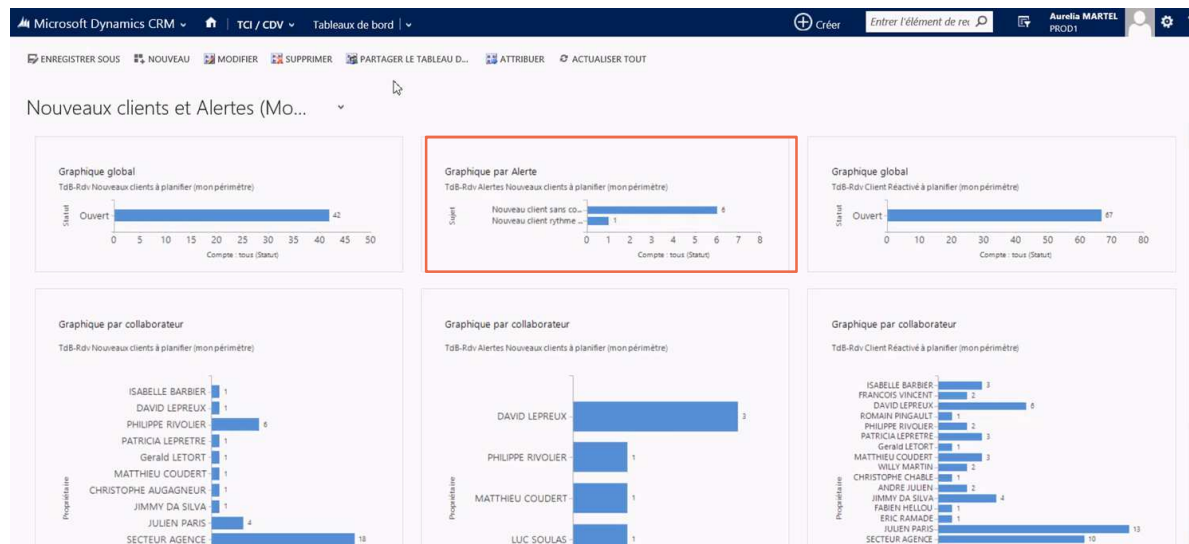 Microsoft Dynamics CRM TCI / CDV Tableaux de bord Créer Entrer l'élément de rec Aurelia MARTEL
PROD1
ENREGISTRER SOUS NOUVEAU MODIFIER SUPPRIMER PARTAGER LE TABLEAU D... ATTRIBUER ACTUALISER TOUT
Nouveaux clients et Alertes (Mo...
Graphique global
TdB-Rdv Nouveaux clients à planifier (mon périmètre)
Statut
Ouvert 42
0 5 10 15 20 25 30 35 40 45 50
Compte : tous (Statut)
Graphique par Alerte
TdB-Rdv Alertes Nouveaux clients à planifier (mon périmètre)
Sujet
Nouveau client sans co... 6
Nouveau client rythme ... 1
0 1 2 3 4 5 6 7 8
Compte : tous (Statut)
Graphique global
TdB-Rdv Client Réactivé à planifier (mon périmètre)
Statut
Ouvert 67
0 10 20 30 40 50 60 70 80
Compte : tous (Statut)
Graphique par collaborateur
TdB-Rdv Nouveaux clients à planifier (mon périmètre)
Propriétaire
ISABELLE BARBIER 1
DAVID LEPREUX 1
PHILIPPE RIVOLIER 6
PATRICIA LEPRETRE 1
Gerald LETORT 1
MATTHIEU COUDERT 1
CHRISTOPHE AUGAGNEUR 1
JIMMY DA SILVA 1
JULIEN PARIS 4
SECTEUR AGENCE 18
Graphique par collaborateur
TdB-Rdv Alertes Nouveaux clients à planifier (mon périmètre)
Propriétaire
DAVID LEPREUX 3
PHILIPPE RIVOLIER 1
MATTHIEU COUDERT 1
LUC SOULAS 1
Graphique par collaborateur
TdB-Rdv Client Réactivé à planifier (mon périmètre)
Propriétaire
ISABELLE BARBIER 3
FRANCOIS VINCENT 2
DAVID LEPREUX 6
ROMAIN PINGAULT 1
PHILIPPE RIVOLIER 2
PATRICIA LEPRETRE 3
Gerald LETORT 1
MATTHIEU COUDERT 3
WILLY MARTIN 2
CHRISTOPHE CHABLE 1
ANDRE JULIEN 2
JIMMY DA SILVA 4
FABIEN HELLOU 1
ERIC RAMADE 1
JULIEN PARIS 13
SECTEUR AGENCE 10